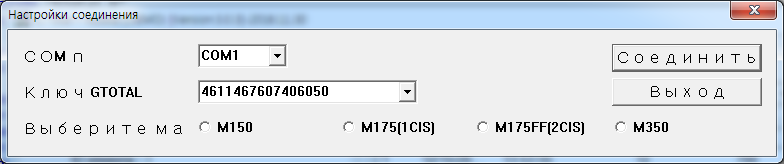 Настройки соединения
COM п COM1 Соединить
Ключ GTOTAL 4611467607406050 Выход
Выберите ма M150 M175(1CIS) M175FF(2CIS) M350